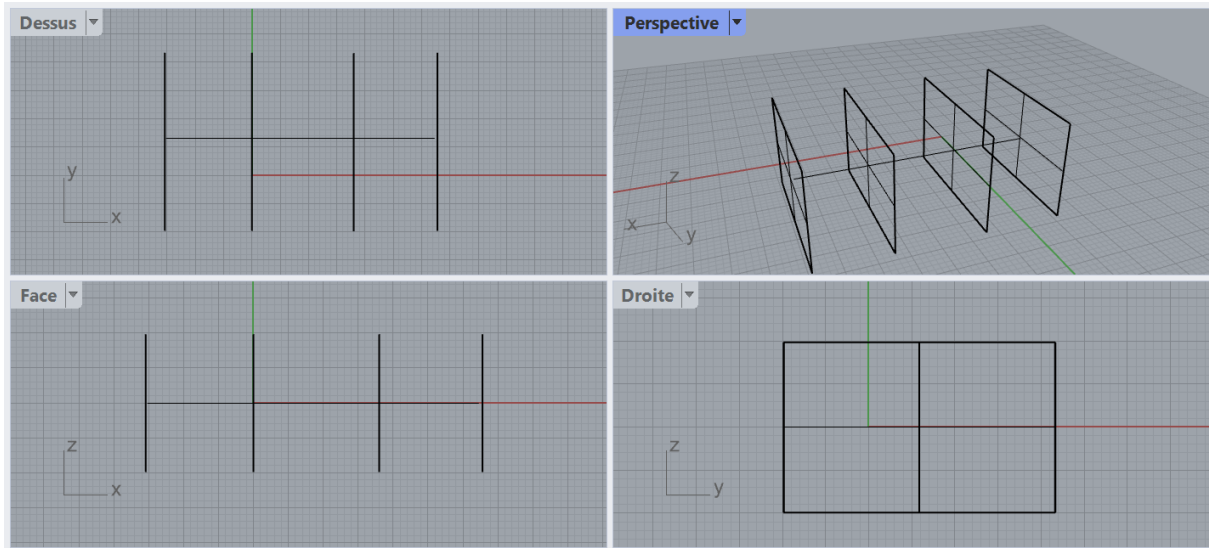 Dessus
Perspective
y
x
z
x
y
Face
Droite
z
x
z
y